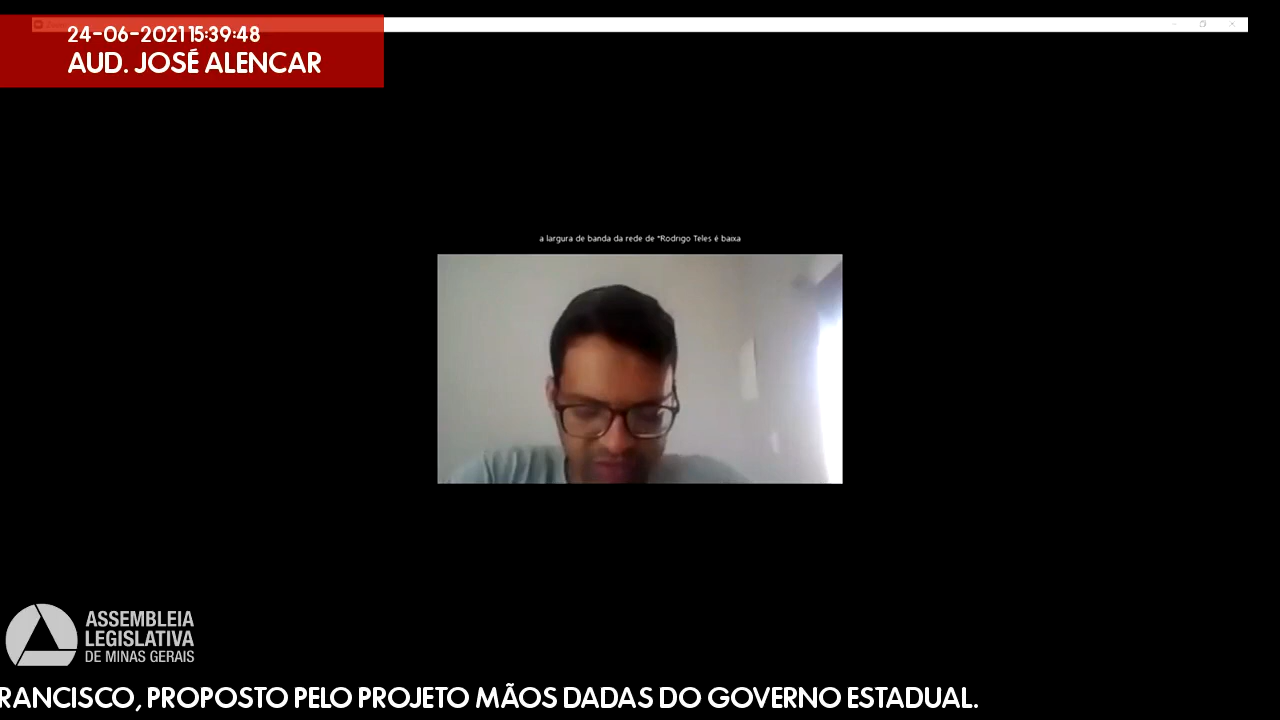 24-06-2021 15:39:48
AUD. JOSÉ ALENCAR
a largura de banda da rede de "Rodrigo Teles é baixa
ASSEMBLEIA
LEGISLATIVA
DE MINAS GERAIS
RANCISCO, PROPOSTO PELO PROJETO MÃOS DADAS DO GOVERNO ESTADUAL.